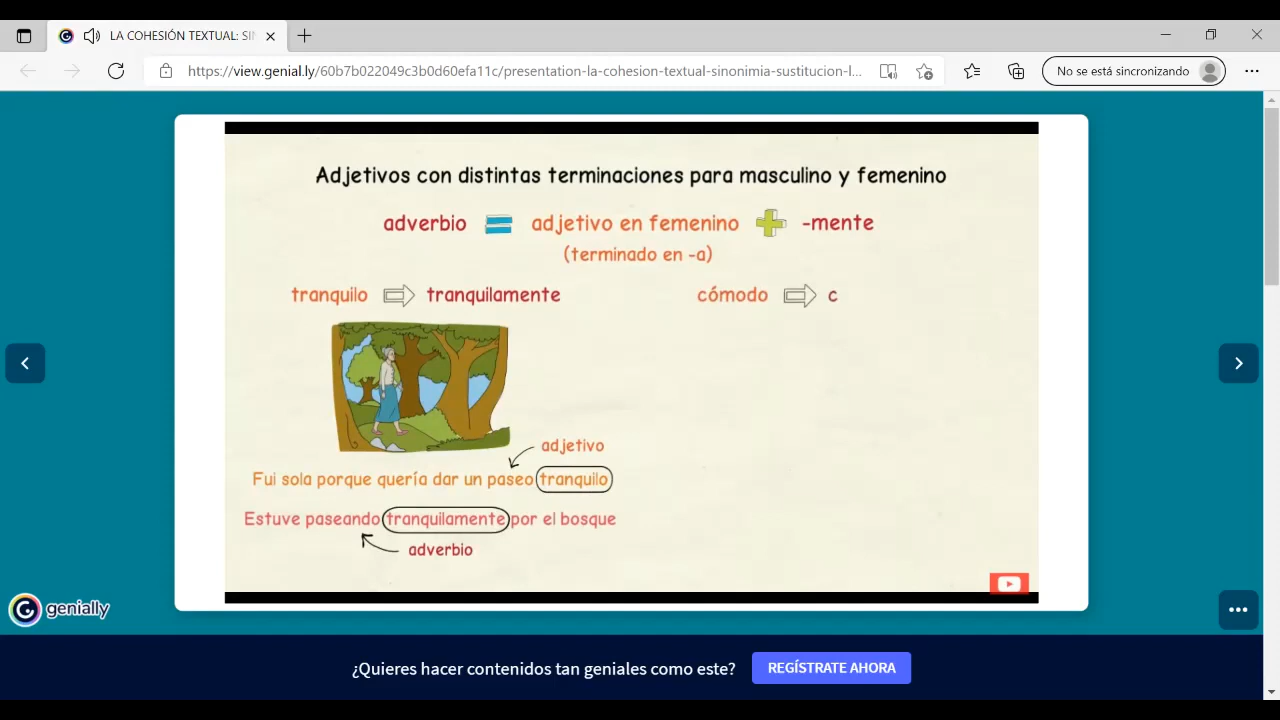 LA COHESIÓN TEXTUAL: SIN
https://view.genial.ly/60b7b022049c3b0d60efa11c/presentation-la-cohesion-textual-sinonimia-sustitucion-l...
No se está sincronizando
Adjetivos con distintas terminaciones para masculino y femenino
adverbio = adjetivo en femenino + -mente
(terminado en -a)
tranquilo ⇨ tranquilamente
cómodo ⇨ c
adjetivo
Fui sola porque quería dar un paseo tranquilo
Estuve paseando tranquilamente por el bosque
adverbio
genially
¿Quieres hacer contenidos tan geniales como este?
REGÍSTRATE AHORA